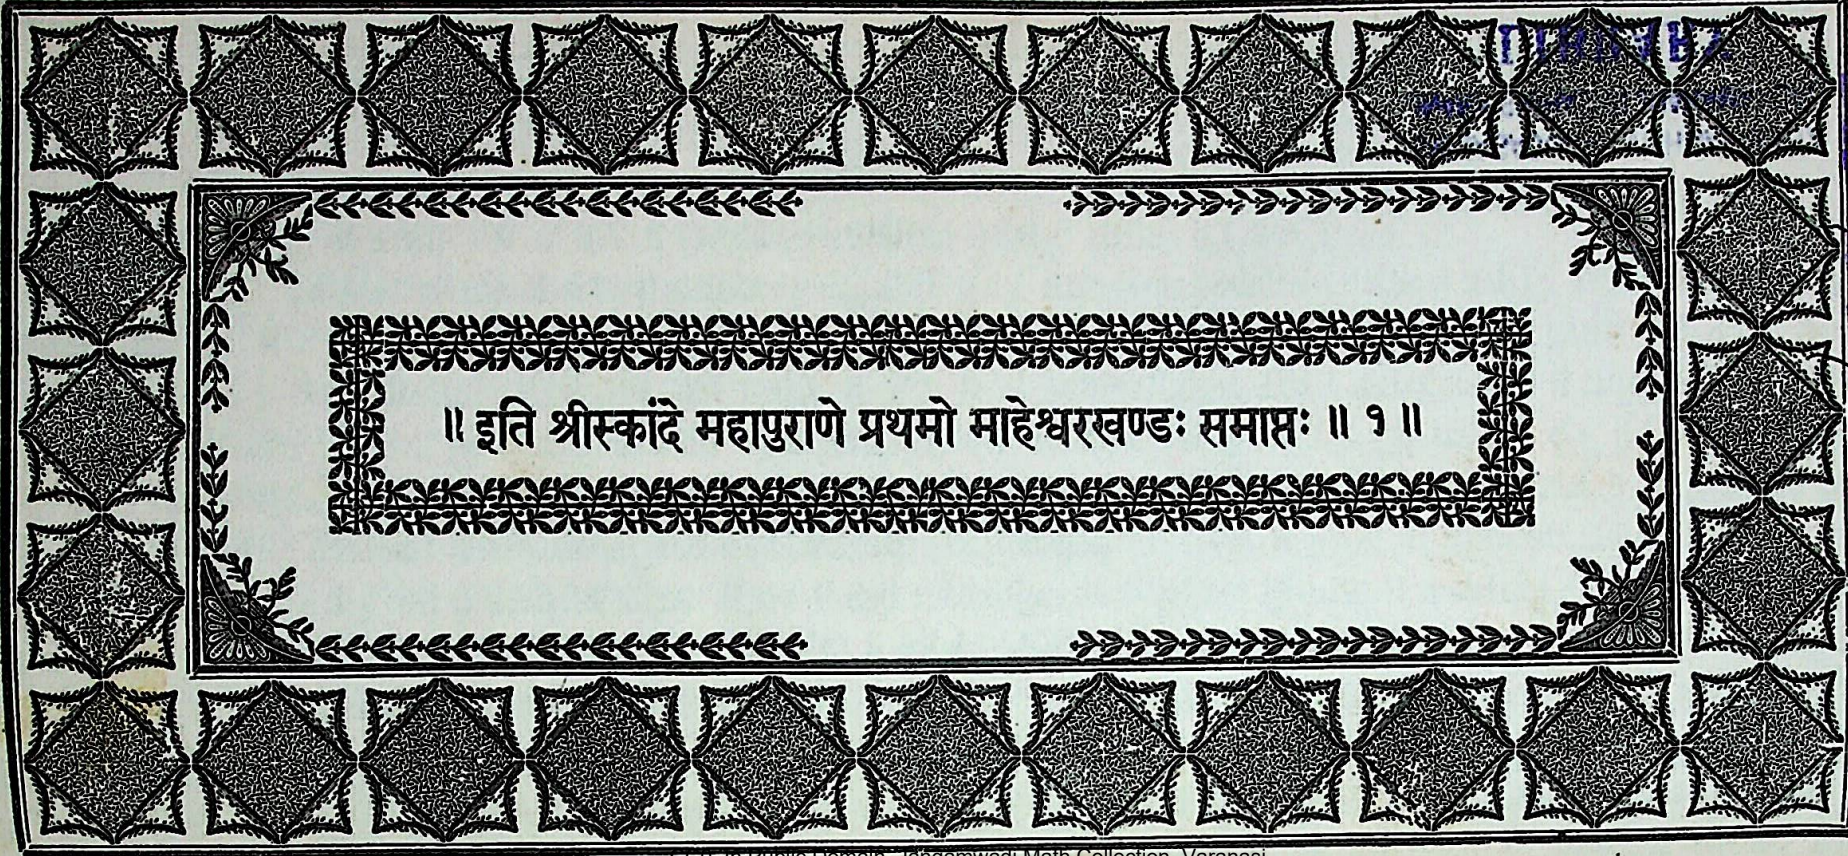 ॥ इति श्रीस्कांदे महापुराणे प्रथमो माहेश्वरखण्डः समाप्तः ॥ १ ॥